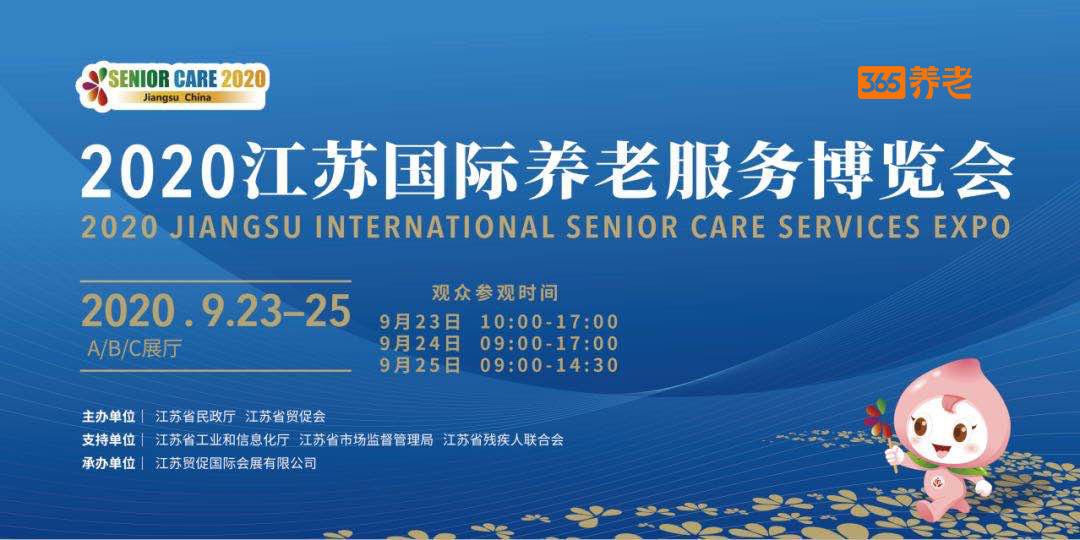 SENIOR CARE 2020
Jiangsu China
365养老
2020江苏国际养老服务博览会
2020 JIANGSU INTERNATIONAL SENIOR CARE SERVICES EXPO
2020 . 9.23–25
A/B/C展厅
观众参观时间
9月23日 10:00-17:00
9月24日 09:00-17:00
9月25日 09:00-14:30
主办单位｜ 江苏省民政厅 江苏省贸促会
支持单位｜ 江苏省工业和信息化厅 江苏省市场监督管理局 江苏省残疾人联合会
承办单位｜ 江苏贸促国际会展有限公司